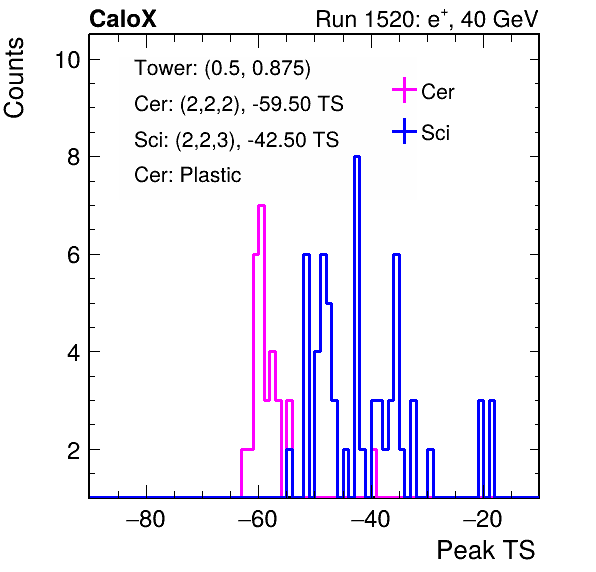 CaloX Run 1520: e⁺, 40 GeV
Counts
Tower: (0.5, 0.875)
Cer: (2,2,2), -59.50 TS
Sci: (2,2,3), -42.50 TS
Cer: Plastic
Cer
Sci
10
8
6
4
2
−80 −60 −40 −20
Peak TS